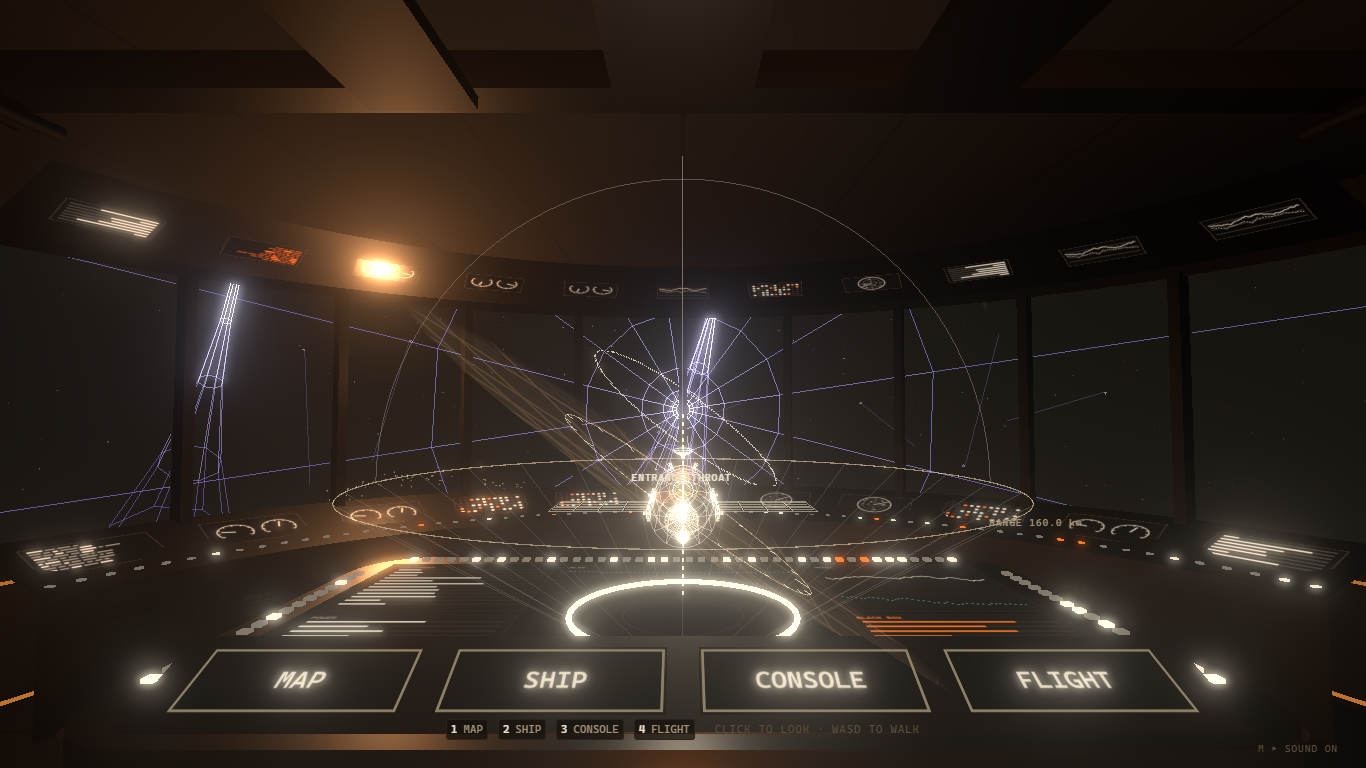 ENTRANCE THROAT
RANGE 160.0 km
MAP
SHIP
CONSOLE
FLIGHT
1 MAP 2 SHIP 3 CONSOLE 4 FLIGHT CLICK TO LOOK · WASD TO WALK
M ▸ SOUND ON